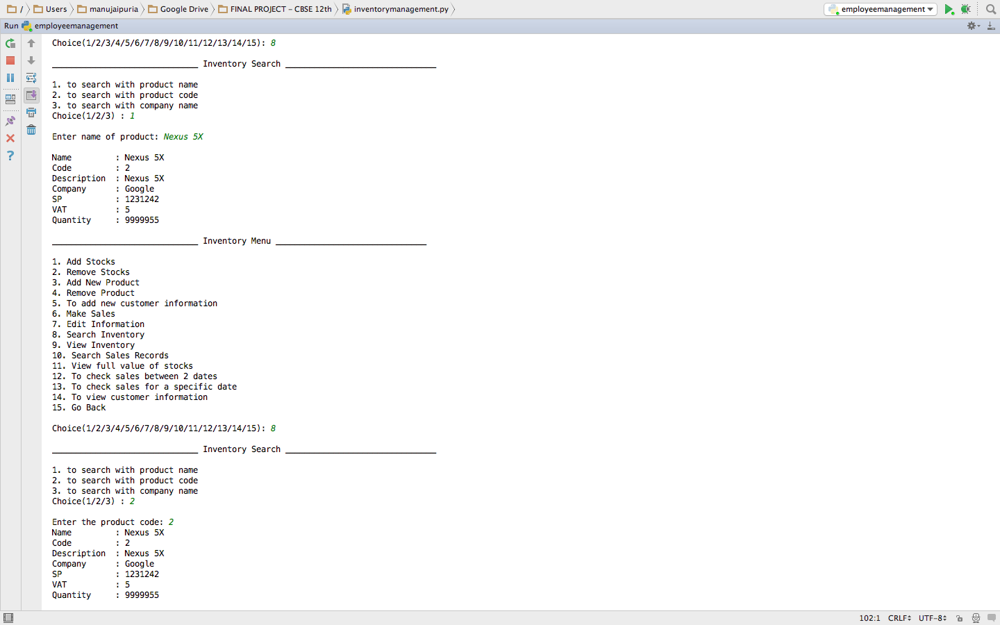 / Users manujaipuria Google Drive FINAL PROJECT – CBSE 12th inventorymanagement.py employeemanagement
Run employeemanagement
Choice(1/2/3/4/5/6/7/8/9/10/11/12/13/14/15): 8
______________________________ Inventory Search _______________________________
1. to search with product name
2. to search with product code
3. to search with company name
Choice(1/2/3) : 1
Enter name of product: Nexus 5X
Name         : Nexus 5X
Code         : 2
Description  : Nexus 5X
Company      : Google
SP           : 1231242
VAT          : 5
Quantity     : 9999955
______________________________ Inventory Menu _______________________________
1. Add Stocks
2. Remove Stocks
3. Add New Product
4. Remove Product
5. To add new customer information
6. Make Sales
7. Edit Information
8. Search Inventory
9. View Inventory
10. Search Sales Records
11. View full value of stocks
12. To check sales between 2 dates
13. To check sales for a specific date
14. To view customer information
15. Go Back
Choice(1/2/3/4/5/6/7/8/9/10/11/12/13/14/15): 8
______________________________ Inventory Search _______________________________
1. to search with product name
2. to search with product code
3. to search with company name
Choice(1/2/3) : 2
Enter the product code: 2
Name         : Nexus 5X
Code         : 2
Description  : Nexus 5X
Company      : Google
SP           : 1231242
VAT          : 5
Quantity     : 9999955
102:1 CRLF UTF-8